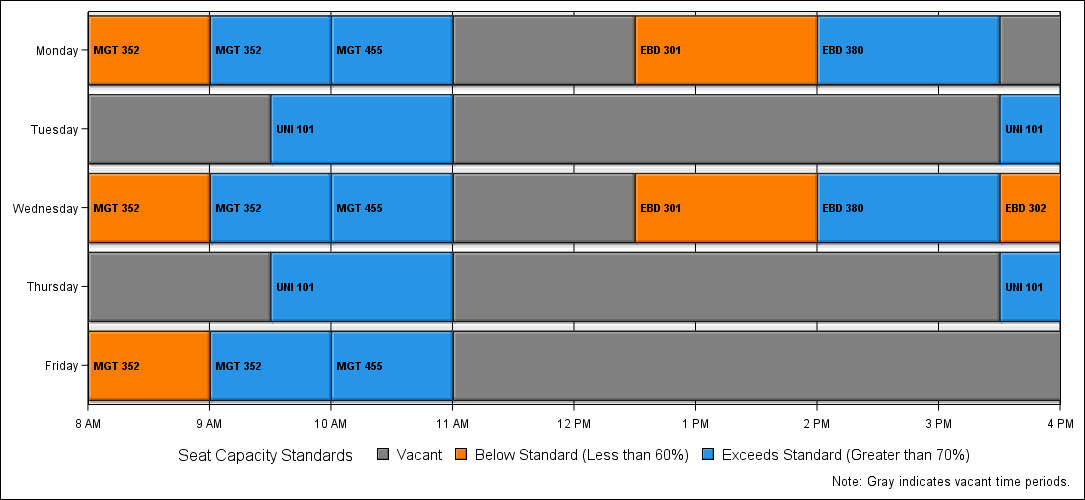 Monday MGT 352 MGT 352 MGT 455 EBD 301 EBD 380
Tuesday UNI 101 UNI 101
Wednesday MGT 352 MGT 352 MGT 455 EBD 301 EBD 380 EBD 302
Thursday UNI 101 UNI 101
Friday MGT 352 MGT 352 MGT 455
8 AM 9 AM 10 AM 11 AM 12 PM 1 PM 2 PM 3 PM 4 PM
Seat Capacity Standards Vacant Below Standard (Less than 60%) Exceeds Standard (Greater than 70%)
Note: Gray indicates vacant time periods.